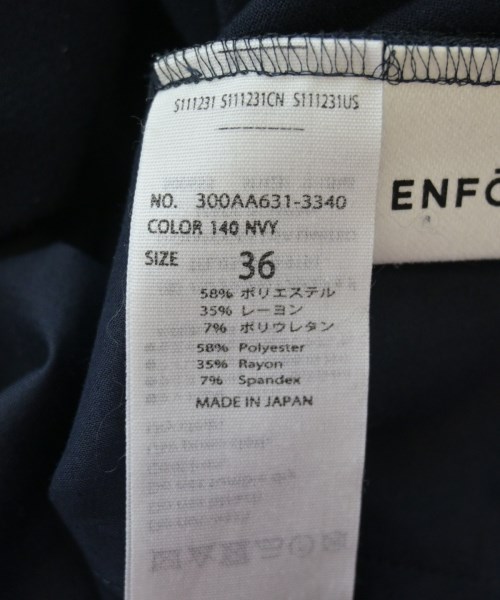 S111231 S111231CN S111231US
NO. 300AA631-3340
COLOR 140 NVY
SIZE 36
58% ポリエステル
35% レーヨン
7% ポリウレタン
58% Polyester
35% Rayon
7% Spandex
MADE IN JAPAN
ENFÖ